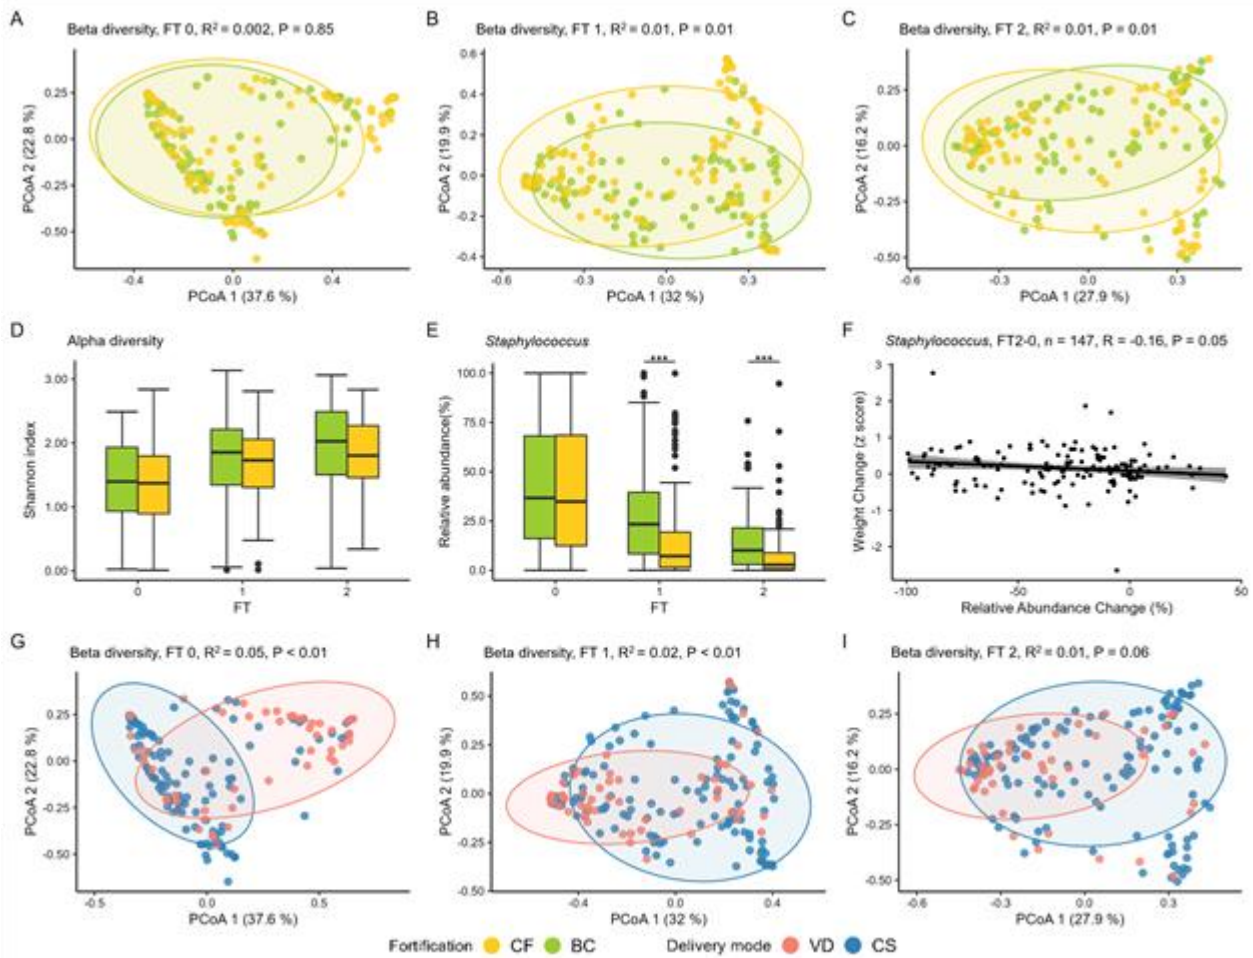 A
Beta diversity, FT 0, R² = 0.002, P = 0.85
PCoA 2 (22.8 %)
0.25
0.00
-0.25
-0.50
-0.4
0.0
0.4
PCoA 1 (37.6 %)
B
Beta diversity, FT 1, R² = 0.01, P = 0.01
PCoA 2 (19.9 %)
0.6
0.4
0.2
0.0
-0.2
-0.4
-0.6
-0.3
0.0
0.3
PCoA 1 (32 %)
C
Beta diversity, FT 2, R² = 0.01, P = 0.01
PCoA 2 (16.2 %)
0.25
0.00
0.25
-0.50
-0.6
-0.3
0.0
0.3
PCoA 1 (27.9 %)
D
Alpha diversity
Shannon index
3.00
2.00
1.00
0.00
0
1
2
FT
E
Staphylococcus
Relative abundance(%)
100.0
75.0
50.0
25.0
0.0
***
***
0
1
2
FT
F
Staphylococcus, FT2-0, n = 147, R = -0.16, P = 0.05
Weight Change (z score)
3
2
1
0
-1
-2
-100
-50
0
50
Relative Abundance Change (%)
G
Beta diversity, FT 0, R² = 0.05, P < 0.01
PCoA 2 (22.8 %)
0.25
0.00
-0.25
-0.50
-0.5
0.0
0.5
PCoA 1 (37.6 %)
H
Beta diversity, FT 1, R² = 0.02, P < 0.01
PCoA 2 (19.9 %)
0.50
0.25
0.00
-0.25
-0.50
-0.4
0.0
0.4
PCoA 1 (32 %)
I
Beta diversity, FT 2, R² = 0.01, P = 0.06
PCoA 2 (16.2 %)
0.25
0.00
-0.25
-0.50
-0.6
-0.3
0.0
0.3
PCoA 1 (27.9 %)
Fortification CF BC Delivery mode VD CS